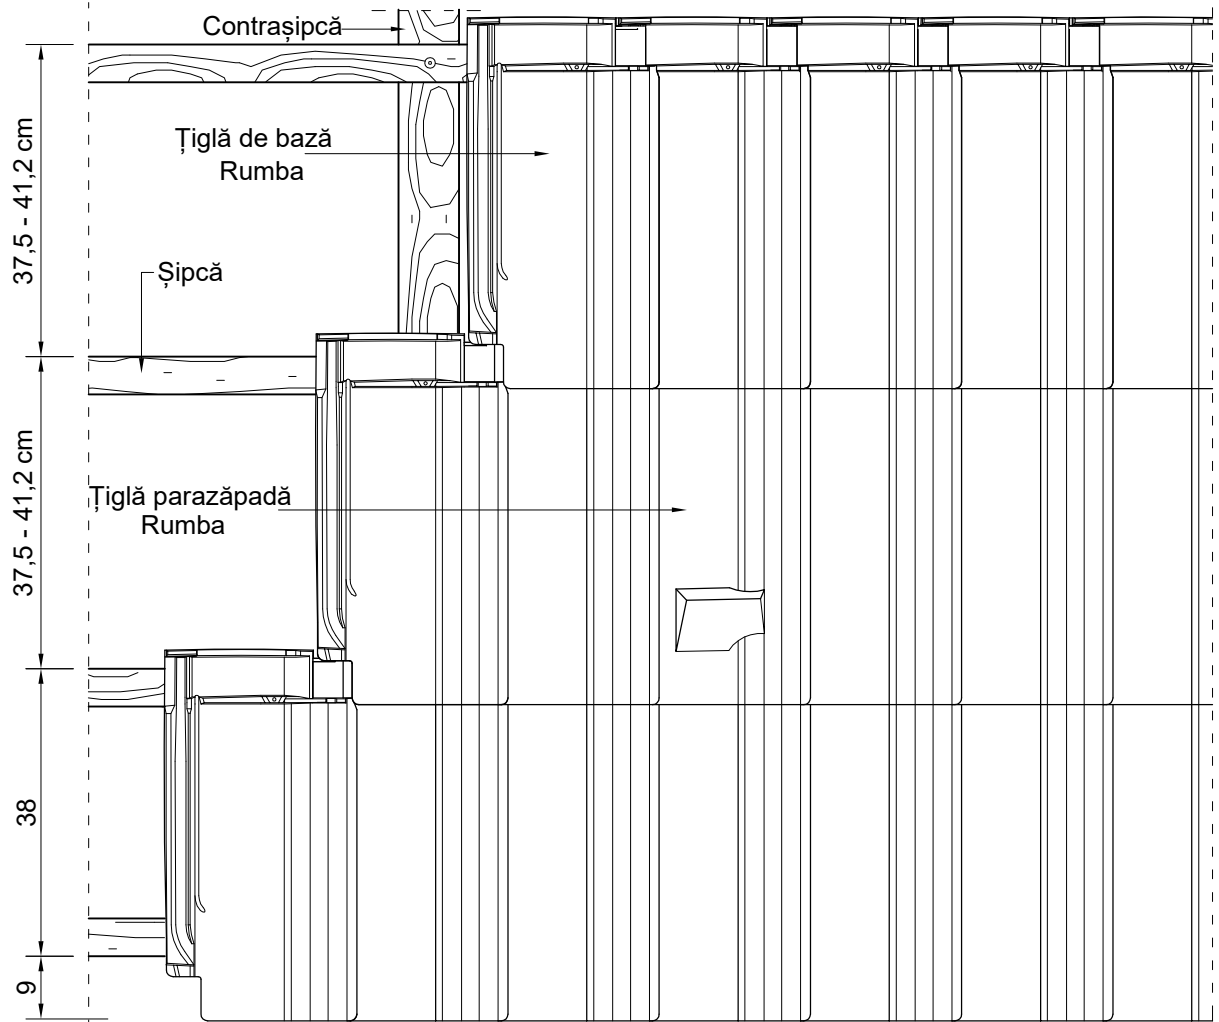 Contrașipcă
Țiglă de bază
Rumba
37,5 - 41,2 cm
Șipcă
Țiglă parazăpadă
Rumba
37,5 - 41,2 cm
38
9